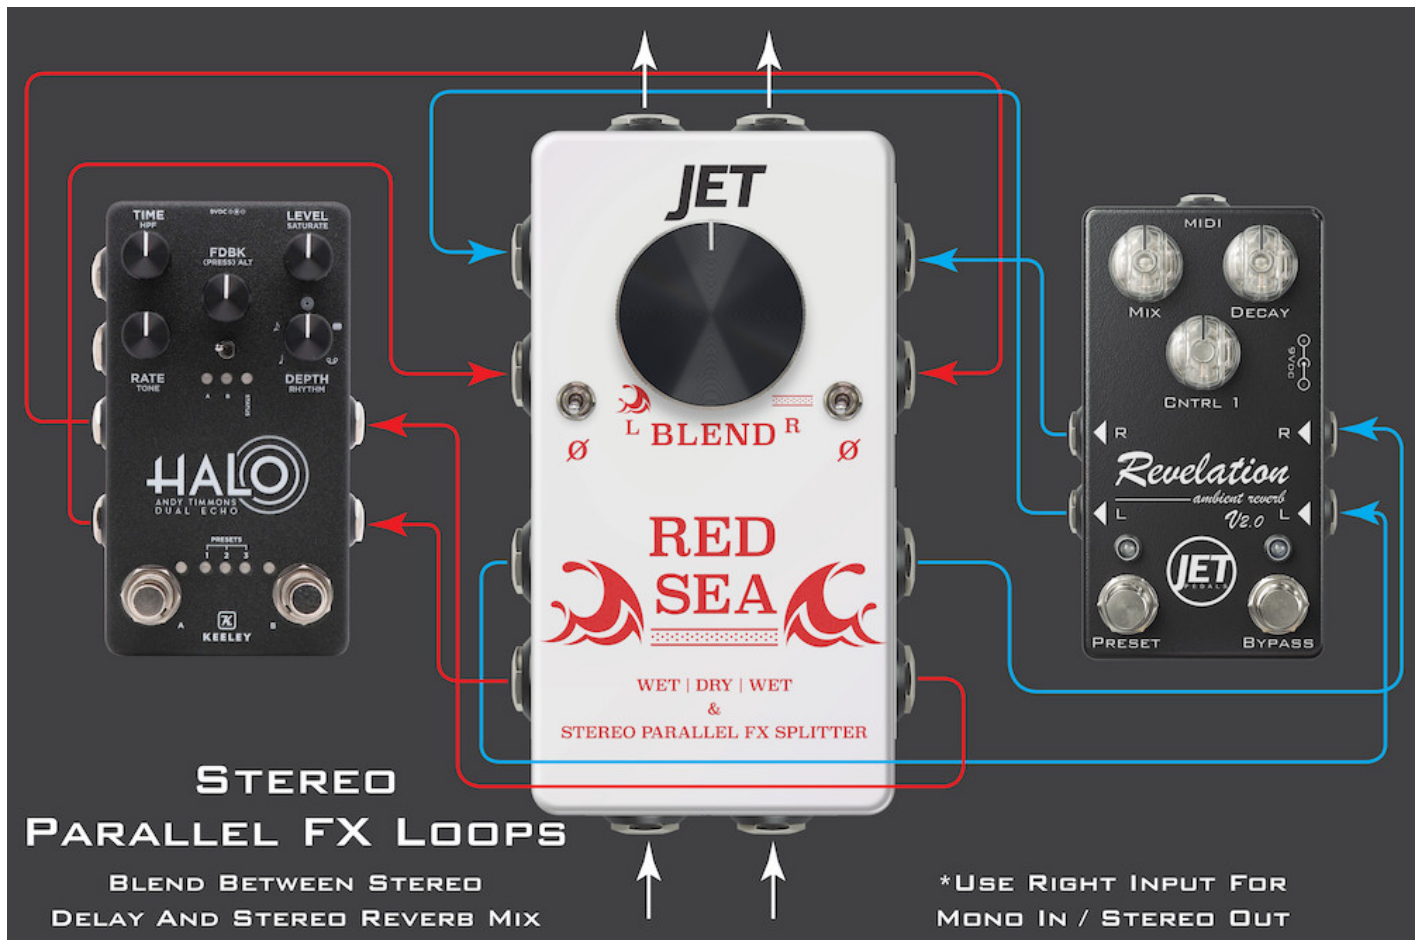 TIME
HPF
9VDC
LEVEL
SATURATE
FDBK
(PRESS) ALT
RATE
TONE
DEPTH
RHYTHM
A B STATUS
HALO
ANDY TIMMONS
DUAL ECHO
PRESETS
1 2 3
A
B
KEELEY
JET
L BLEND R
Ø
Ø
RED
SEA
WET | DRY | WET
&
STEREO PARALLEL FX SPLITTER
MIDI
MIX
DECAY
CNTRL 1
9VDC
R
R
Revelation
ambient reverb
V2.0
L
L
JET
PEDALS
PRESET
BYPASS
STEREO
PARALLEL FX LOOPS
BLEND BETWEEN STEREO
DELAY AND STEREO REVERB MIX
*USE RIGHT INPUT FOR
MONO IN / STEREO OUT